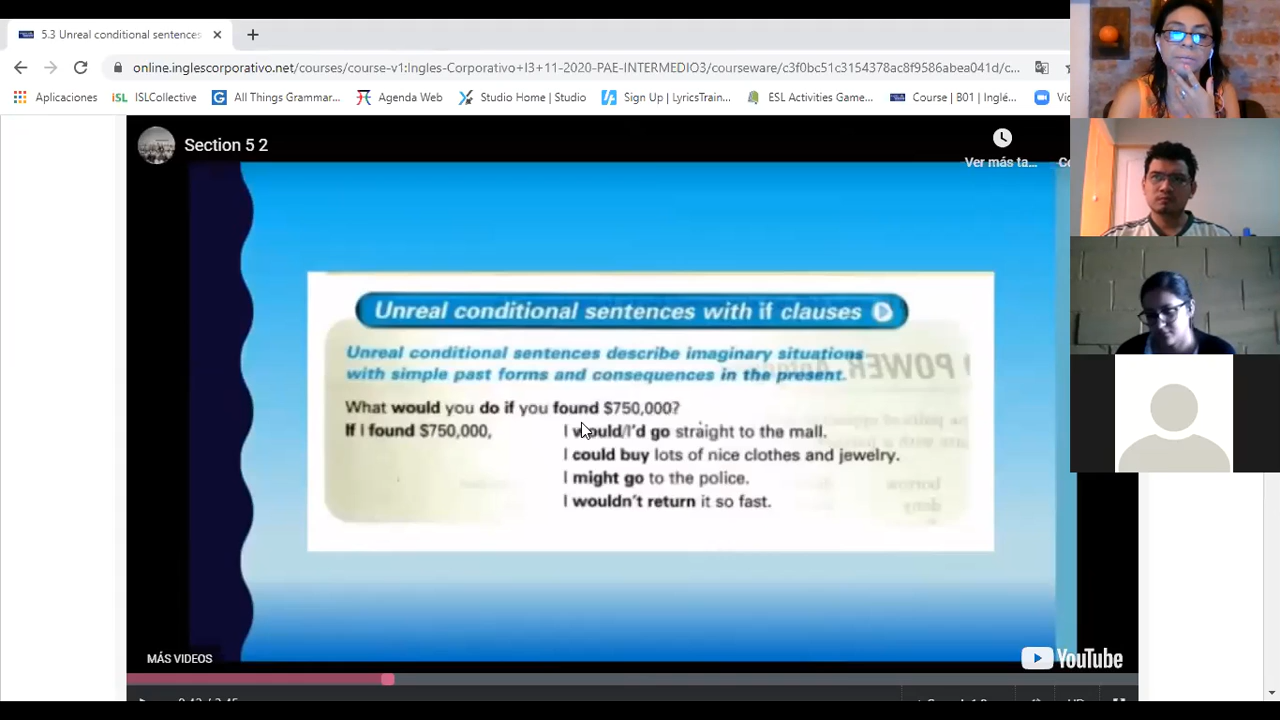 5.3 Unreal conditional sentences
online.inglescorporativo.net/courses/course-v1:Ingles-Corporativo+I3+11-2020-PAE-INTERMEDIO3/courseware/c3f0bc51c3154378ac8f9586abea041d/c...
Aplicaciones iSL ISLCollective All Things Grammar... Agenda Web Studio Home | Studio Sign Up | LyricsTrain... ESL Activities Game... Course | B01 | Inglé...
Section 5 2
Ver más ta...
Unreal conditional sentences with if clauses
Unreal conditional sentences describe imaginary situations
with simple past forms and consequences in the present.
What would you do if you found $750,000?
If I found $750,000, I would/I'd go straight to the mall.
I could buy lots of nice clothes and jewelry.
I might go to the police.
I wouldn't return it so fast.
MÁS VIDEOS
YouTube